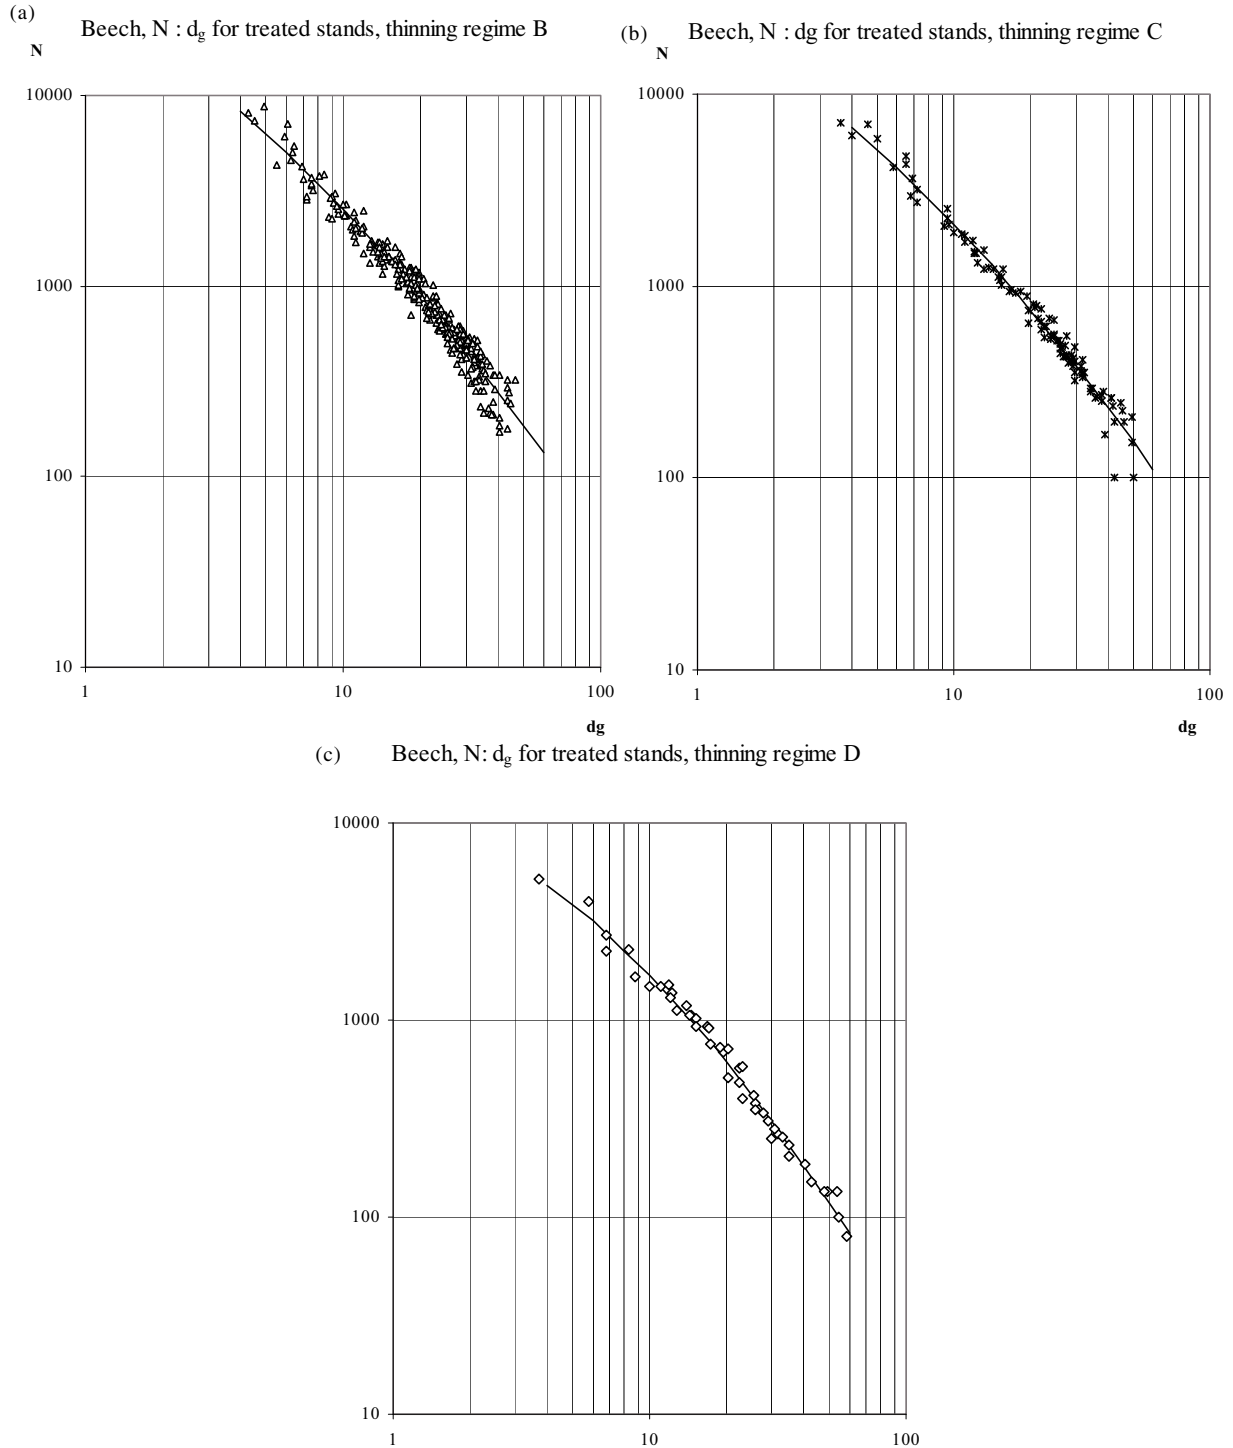 (a)
Beech, N : dg for treated stands, thinning regime B
N
10000
1000
100
10
1
10
100
dg
(b)
Beech, N : dg for treated stands, thinning regime C
N
10000
1000
100
10
1
10
100
dg
(c)
Beech, N: dg for treated stands, thinning regime D
10000
1000
100
10
1
10
100